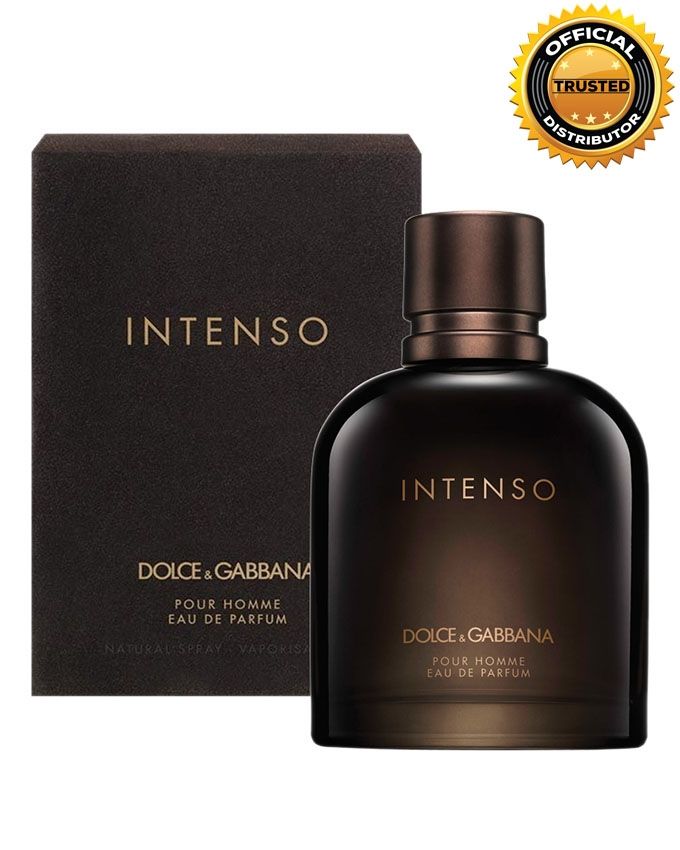 OFFICIAL
TRUSTED
DISTRIBUTOR
INTENSO
DOLCE & GABBANA
POUR HOMME
EAU DE PARFUM
NATURAL SPRAY - 
INTENSO
DOLCE & GABBANA
POUR HOMME
EAU DE PARFUM